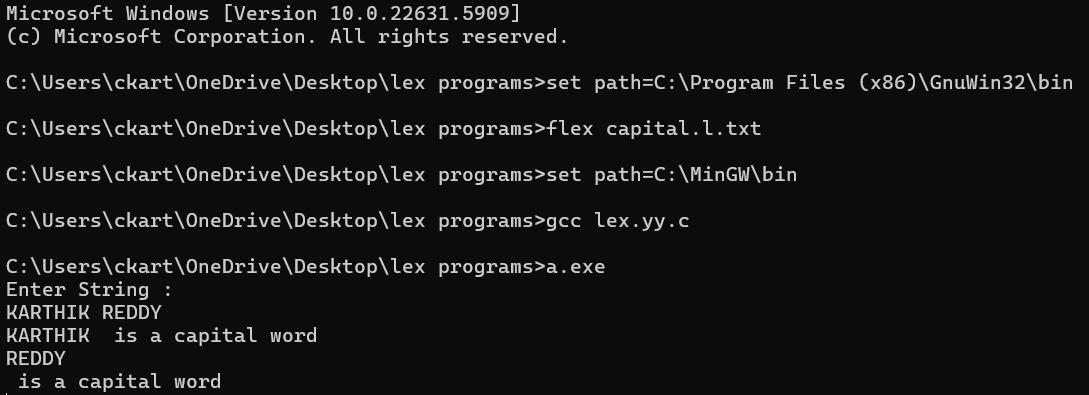 Microsoft Windows [Version 10.0.22631.5909]
(c) Microsoft Corporation. All rights reserved.
C:\Users\ckart\OneDrive\Desktop\lex programs>set path=C:\Program Files (x86)\GnuWin32\bin
C:\Users\ckart\OneDrive\Desktop\lex programs>flex capital.l.txt
C:\Users\ckart\OneDrive\Desktop\lex programs>set path=C:\MinGW\bin
C:\Users\ckart\OneDrive\Desktop\lex programs>gcc lex.yy.c
C:\Users\ckart\OneDrive\Desktop\lex programs>a.exe
Enter String :
KARTHIK REDDY
KARTHIK  is a capital word
REDDY
 is a capital word